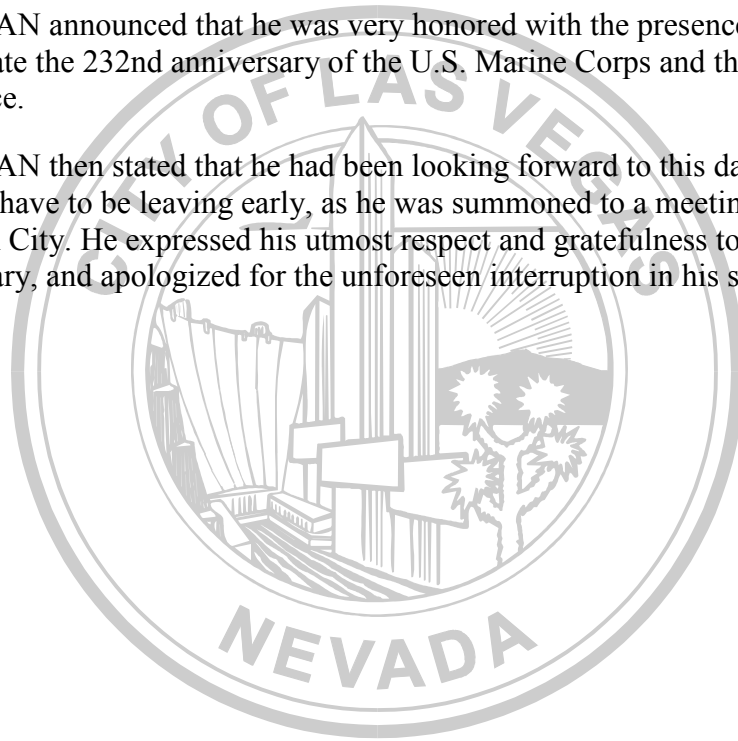 AN announced that he was very honored with the presence
ate the 232nd anniversary of the U.S. Marine Corps and th
ce.
AN then stated that he had been looking forward to this da
have to be leaving early, as he was summoned to a meetin
City. He expressed his utmost respect and gratefulness to
ary, and apologized for the unforeseen interruption in his s
CITY OF LAS VEGAS
NEVADA